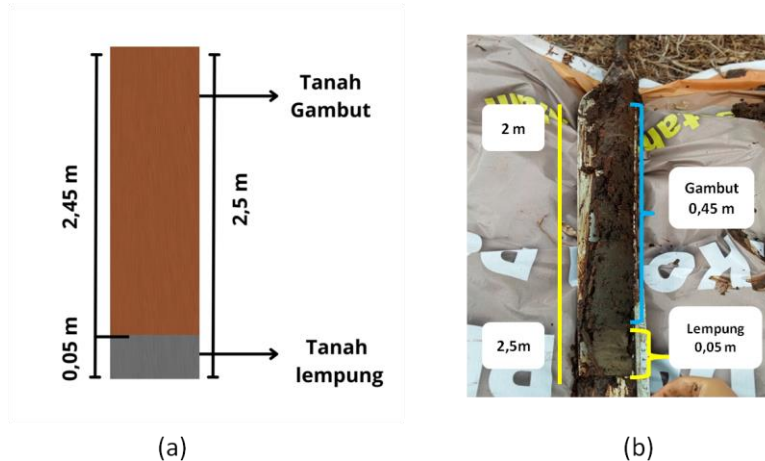 2,45 m
0,05 m
2,5 m
Tanah
Gambut
Tanah
lempung
(a)
2 m
2,5m
Gambut
0,45 m
Lempung
0,05 m
(b)